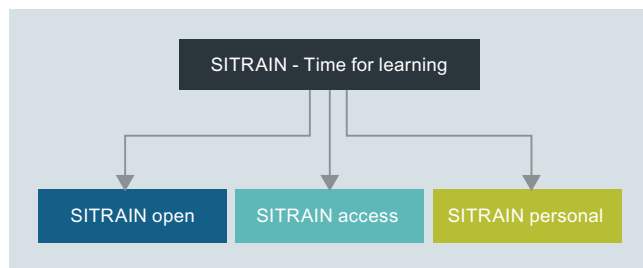 SITRAIN - Time for learning
SITRAIN open
SITRAIN access
SITRAIN personal